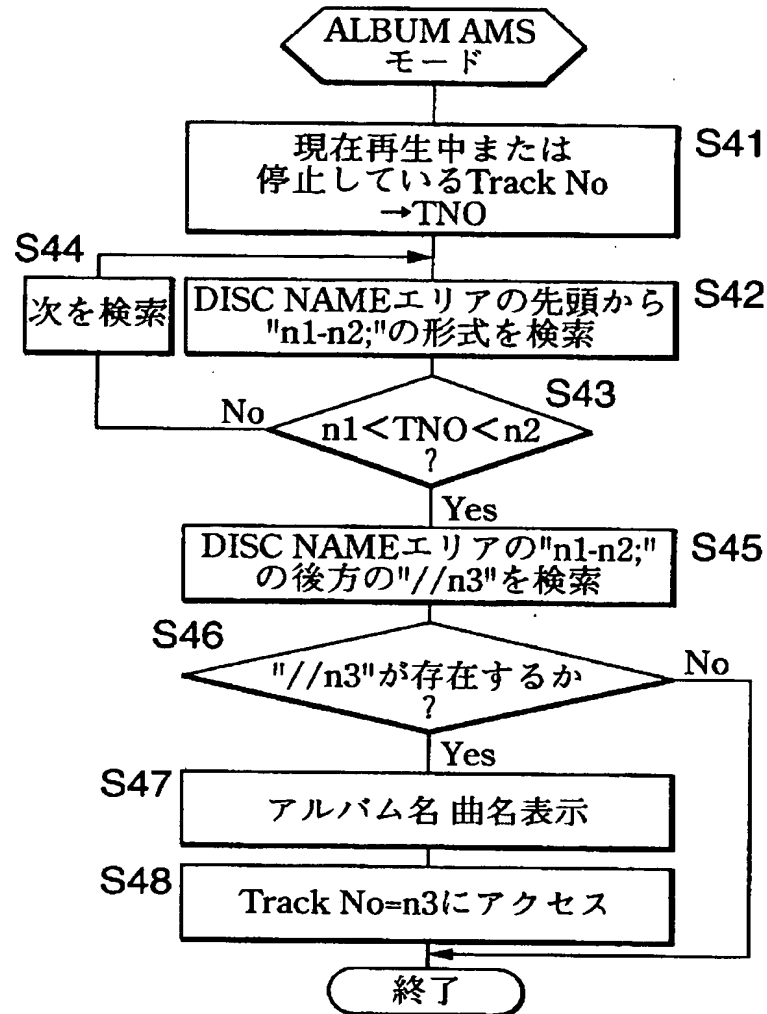 ALBUM AMS
モード
現在再生中または
停止しているTrack No
→TNO
S41
S44
次を検索
DISC NAMEエリアの先頭から
"n1-n2;"の形式を検索
S42
S43
No
n1<TNO<n2
?
Yes
DISC NAMEエリアの"n1-n2;"
の後方の"//n3"を検索
S45
S46
"//n3"が存在するか
?
No
Yes
S47
アルバム名 曲名表示
S48
Track No=n3にアクセス
終了